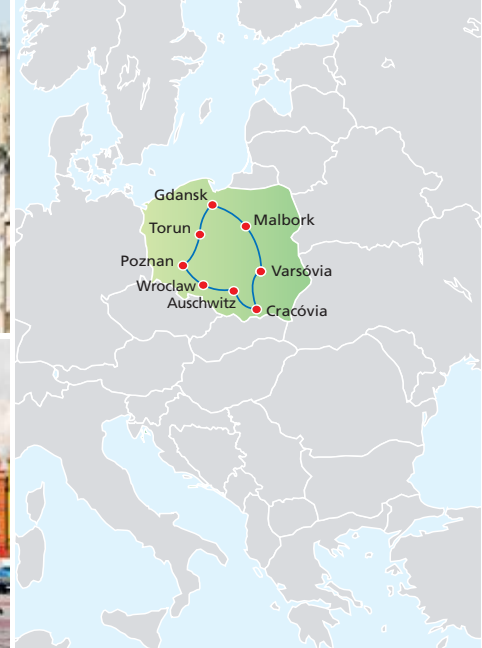 Gdansk
Malbork
Torun
Poznan
Varsóvia
Wroclaw
Auschwitz
Cracóvia